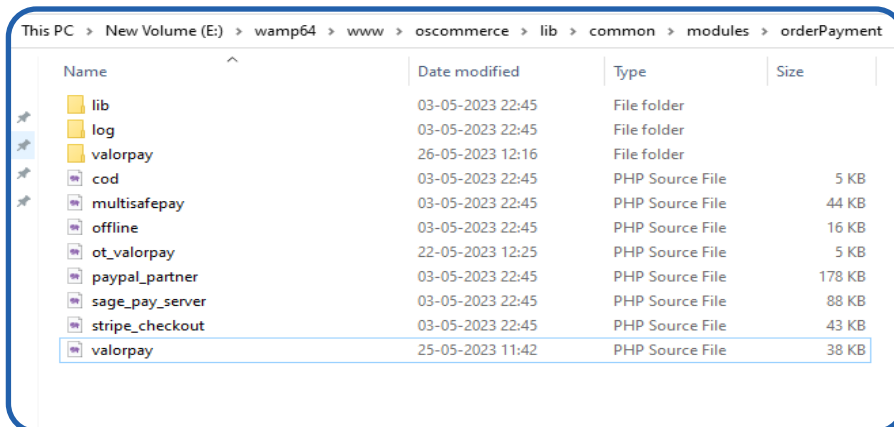 This PC > New Volume (E:) > wamp64 > www > oscommerce > lib > common > modules > orderPayment
Name Date modified Type Size
lib 03-05-2023 22:45 File folder
log 03-05-2023 22:45 File folder
valorpay 26-05-2023 12:16 File folder
cod 03-05-2023 22:45 PHP Source File 5 KB
multisafepay 03-05-2023 22:45 PHP Source File 44 KB
offline 03-05-2023 22:45 PHP Source File 16 KB
ot_valorpay 22-05-2023 12:25 PHP Source File 5 KB
paypal_partner 03-05-2023 22:45 PHP Source File 178 KB
sage_pay_server 03-05-2023 22:45 PHP Source File 88 KB
stripe_checkout 03-05-2023 22:45 PHP Source File 43 KB
valorpay 25-05-2023 11:42 PHP Source File 38 KB